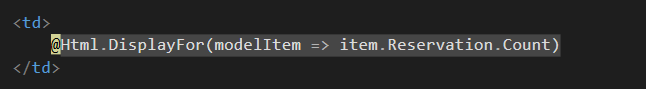 <td>
@Html.DisplayFor(modelItem => item.Reservation.Count)
</td>